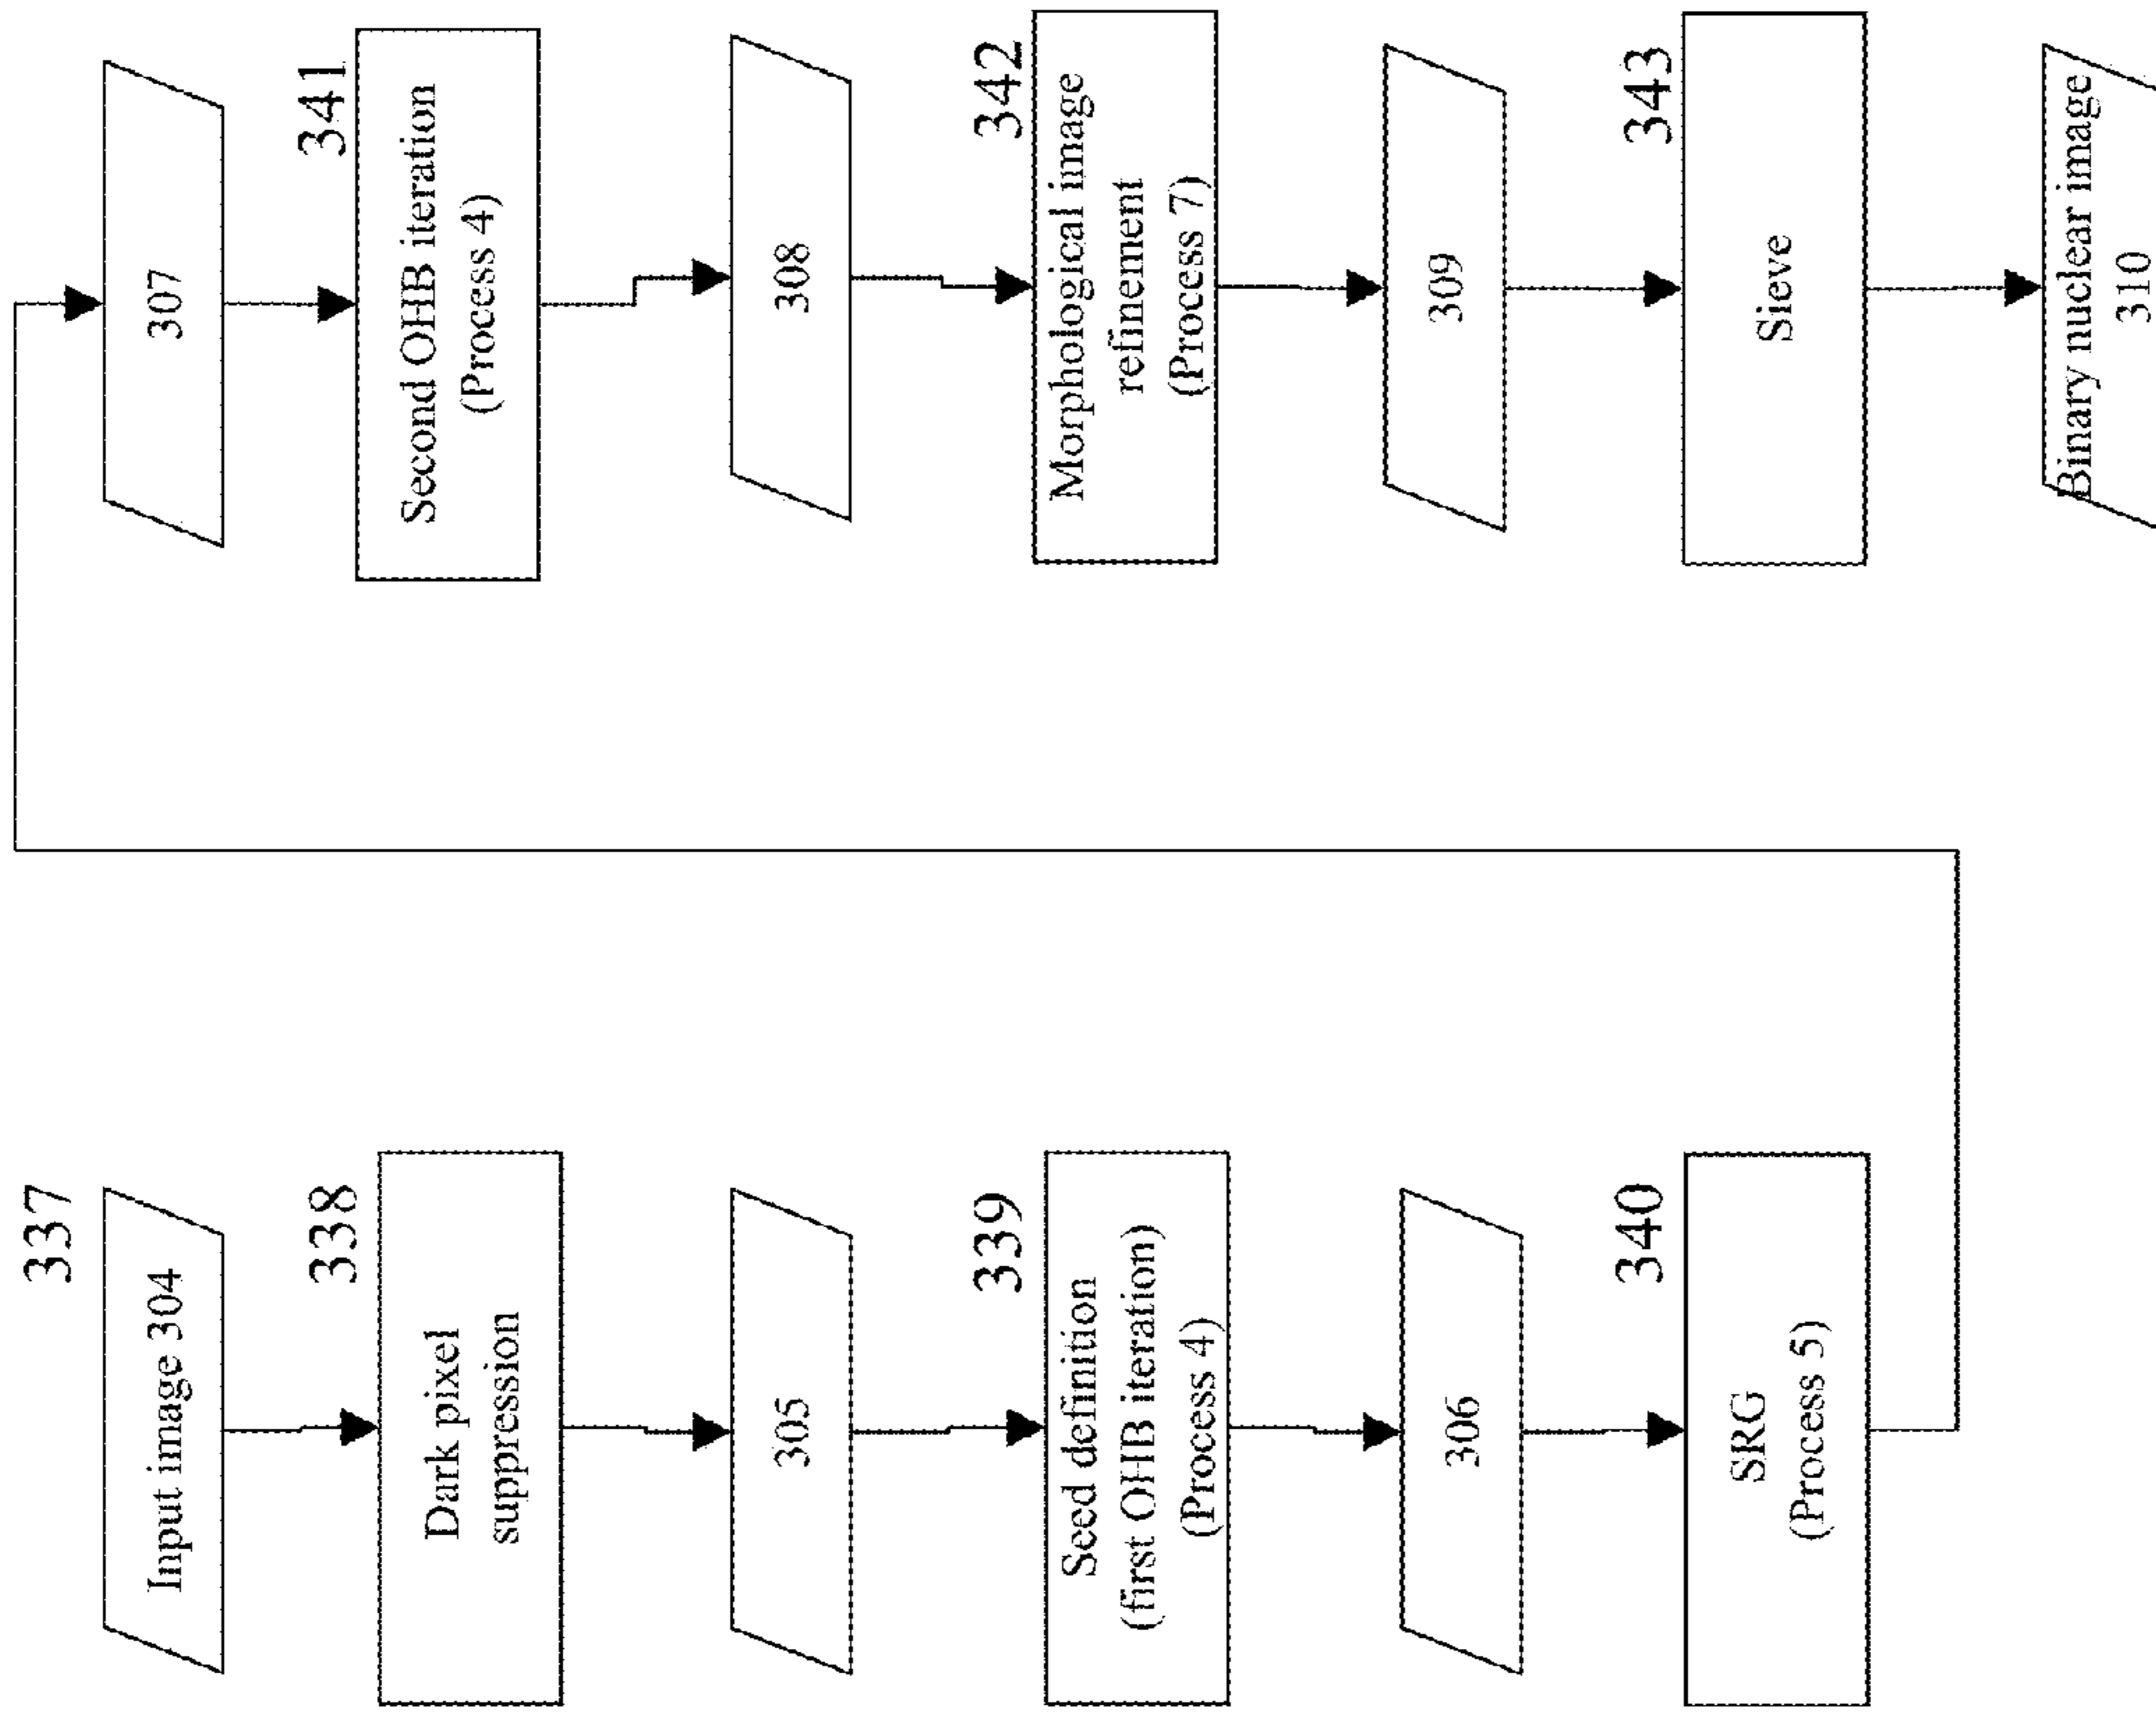 337
Input image 304
338
Dark pixel
suppression
305
339
Seed definition
(first OHB iteration)
(Process 4)
306
340
SRG
(Process 5)
307
341
Second OHB iteration
(Process 4)
308
342
Morphological image
refinement
(Process 7)
309
343
Sieve
Binary nuclear image
310